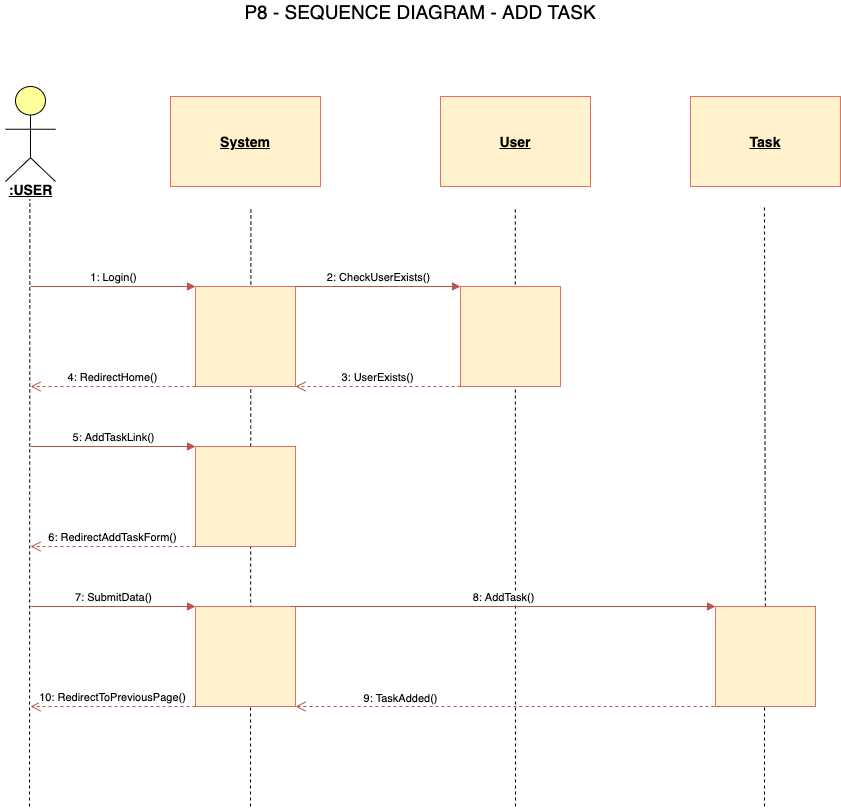 P8 - SEQUENCE DIAGRAM - ADD TASK
System
User
Task
:USER
1: Login()
2: CheckUserExists()
4: RedirectHome()
3: UserExists()
5: AddTaskLink()
6: RedirectAddTaskForm()
7: SubmitData()
8: AddTask()
10: RedirectToPreviousPage()
9: TaskAdded()